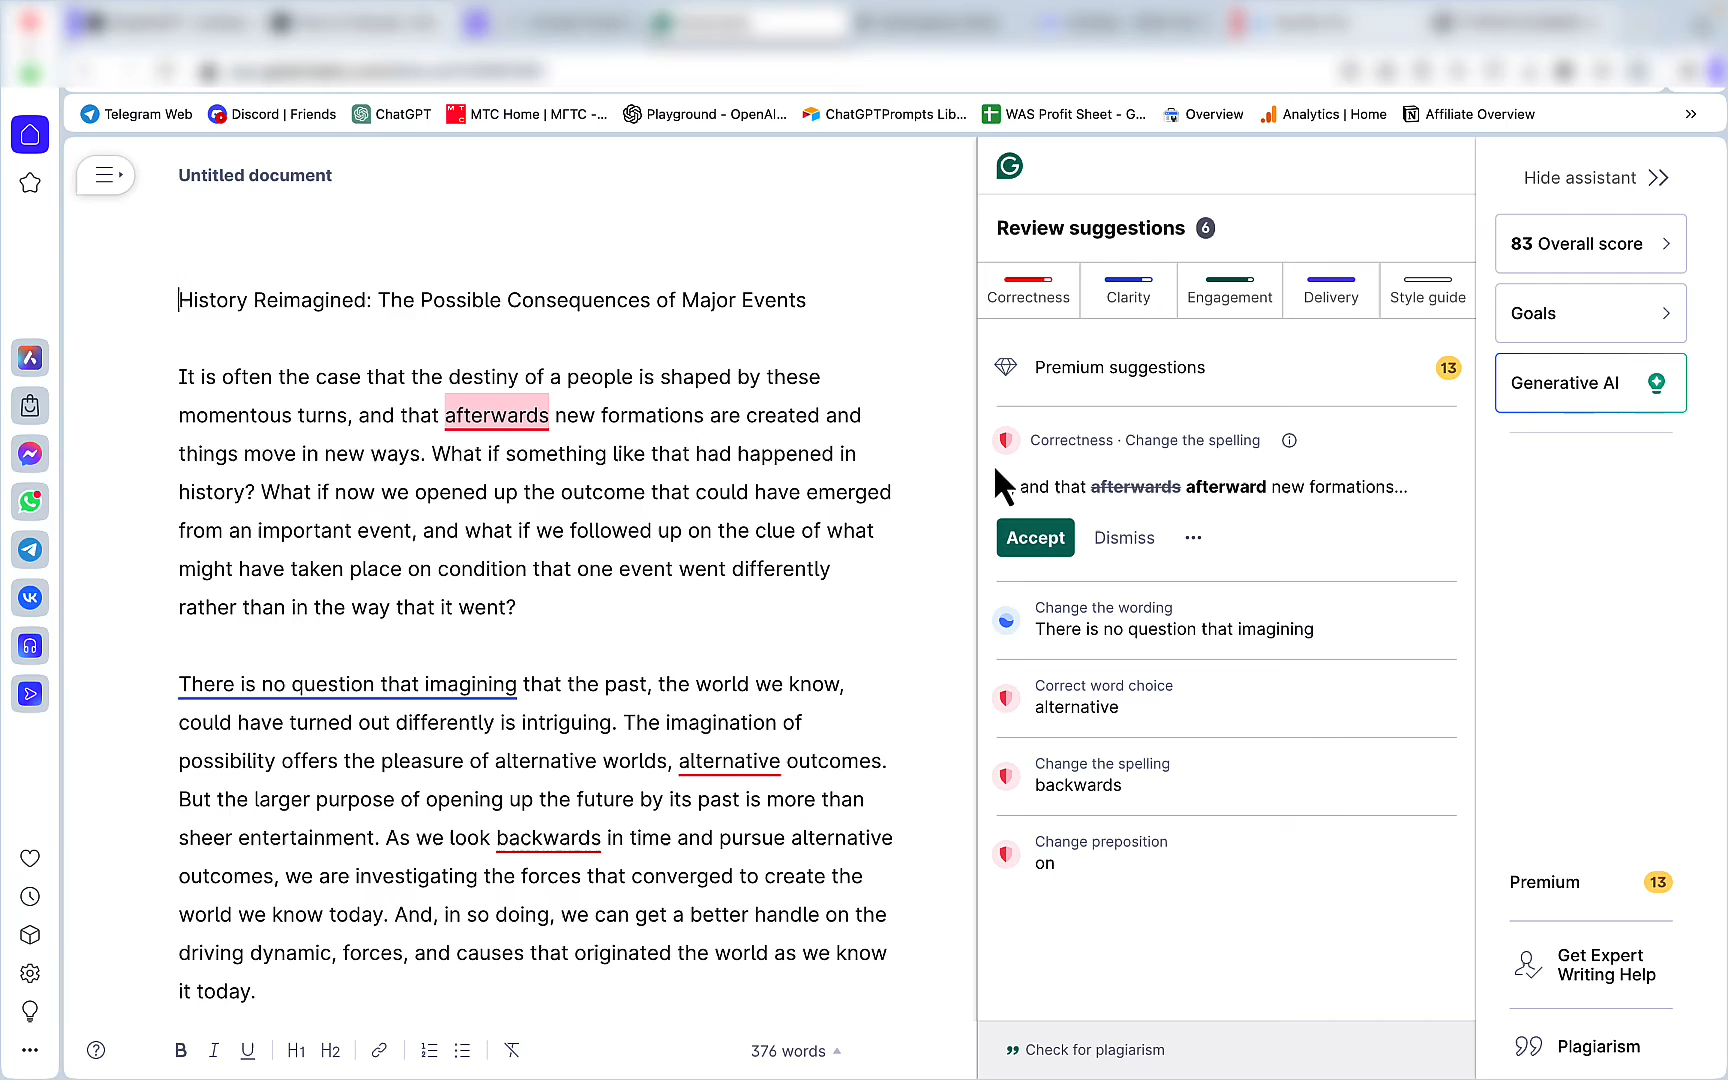 Telegram Web
Discord | Friends
ChatGPT
МТС Home | МГТС -...
Playground - OpenAI...
ChatGPTPrompts Lib...
WAS Profit Sheet - G...
Overview
Analytics | Home
Affiliate Overview
Untitled document
History Reimagined: The Possible Consequences of Major Events
It is often the case that the destiny of a people is shaped by these
momentous turns, and that afterwards new formations are created and
things move in new ways. What if something like that had happened in
history? What if now we opened up the outcome that could have emerged
from an important event, and what if we followed up on the clue of what
might have taken place on condition that one event went differently
rather than in the way that it went?
There is no question that imagining that the past, the world we know,
could have turned out differently is intriguing. The imagination of
possibility offers the pleasure of alternative worlds, alternative outcomes.
But the larger purpose of opening up the future by its past is more than
sheer entertainment. As we look backwards in time and pursue alternative
outcomes, we are investigating the forces that converged to create the
world we know today. And, in so doing, we can get a better handle on the
driving dynamic, forces, and causes that originated the world as we know
it today.
B I U H1 H2
376 words
Review suggestions 6
Correctness
Clarity
Engagement
Delivery
Style guide
Premium suggestions 13
Correctness · Change the spelling
and that afterwards afterward new formations...
Accept Dismiss
Change the wording
There is no question that imagining
Correct word choice
alternative
Change the spelling
backwards
Change preposition
on
Check for plagiarism
Hide assistant
83 Overall score
Goals
Generative AI
Premium 13
Get Expert
Writing Help
Plagiarism